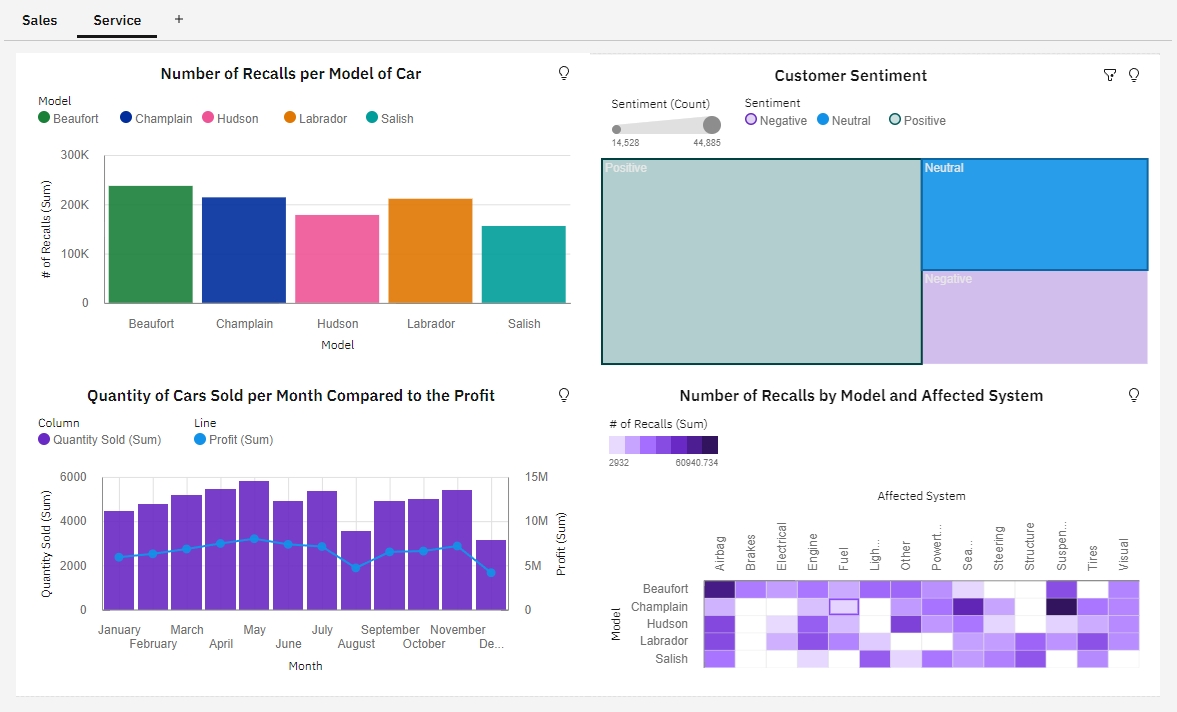 Sales Service +
Number of Recalls per Model of Car
Model
Beaufort Champlain Hudson Labrador Salish
300K
200K
100K
0
# of Recalls (Sum)
Beaufort Champlain Hudson Labrador Salish
Model
Customer Sentiment
Sentiment (Count)
14,528 44,885
Sentiment
Negative Neutral Positive
Positive
Neutral
Negative
Quantity of Cars Sold per Month Compared to the Profit
Column
Quantity Sold (Sum)
Line
Profit (Sum)
6000
4000
2000
0
Quantity Sold (Sum)
15M
10M
5M
0
Profit (Sum)
January March May July September November
February April June August October De...
Month
Number of Recalls by Model and Affected System
# of Recalls (Sum)
2932 60940.734
Affected System
Airbag
Brakes
Electrical
Engine
Fuel
Ligh...
Other
Powert...
Sea...
Steering
Structure
Suspen...
Tires
Visual
Model
Beaufort
Champlain
Hudson
Labrador
Salish